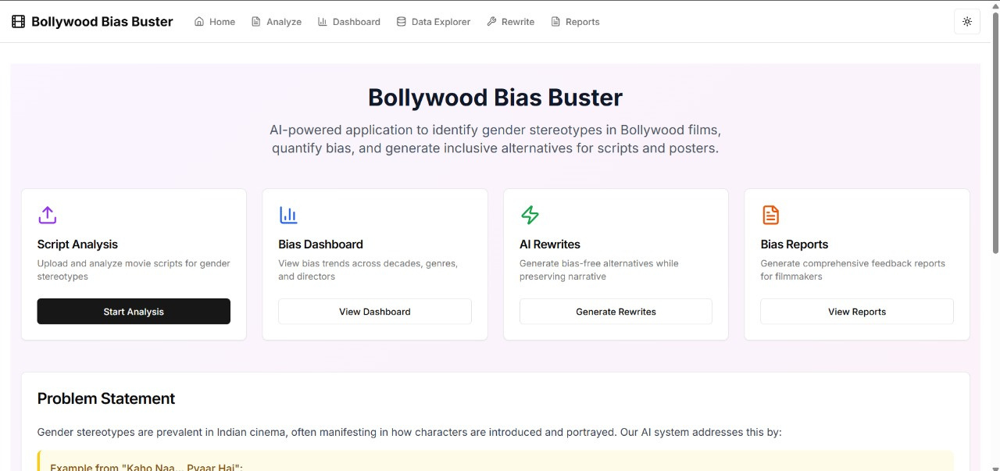 Bollywood Bias Buster
Home
Analyze
Dashboard
Data Explorer
Rewrite
Reports
Bollywood Bias Buster
AI-powered application to identify gender stereotypes in Bollywood films,
quantify bias, and generate inclusive alternatives for scripts and posters.
Script Analysis
Upload and analyze movie scripts for gender
stereotypes
Start Analysis
Bias Dashboard
View bias trends across decades, genres,
and directors
View Dashboard
AI Rewrites
Generate bias-free alternatives while
preserving narrative
Generate Rewrites
Bias Reports
Generate comprehensive feedback reports
for filmmakers
View Reports
Problem Statement
Gender stereotypes are prevalent in Indian cinema, often manifesting in how characters are introduced and portrayed. Our AI system addresses this by:
Example from "Kaho Naa... Pyaar Hai":